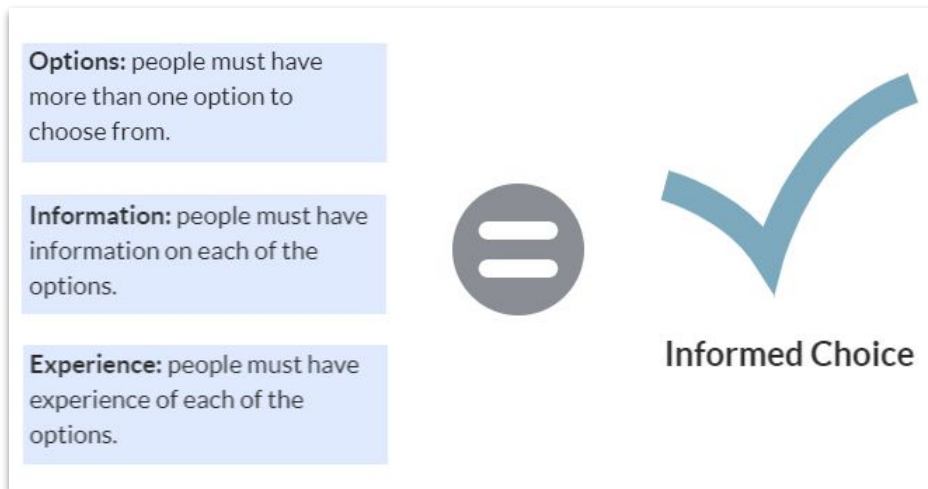 Options: people must have
more than one option to
choose from.
Information: people must have
information on each of the
options.
Experience: people must have
experience of each of the
options.
Informed Choice